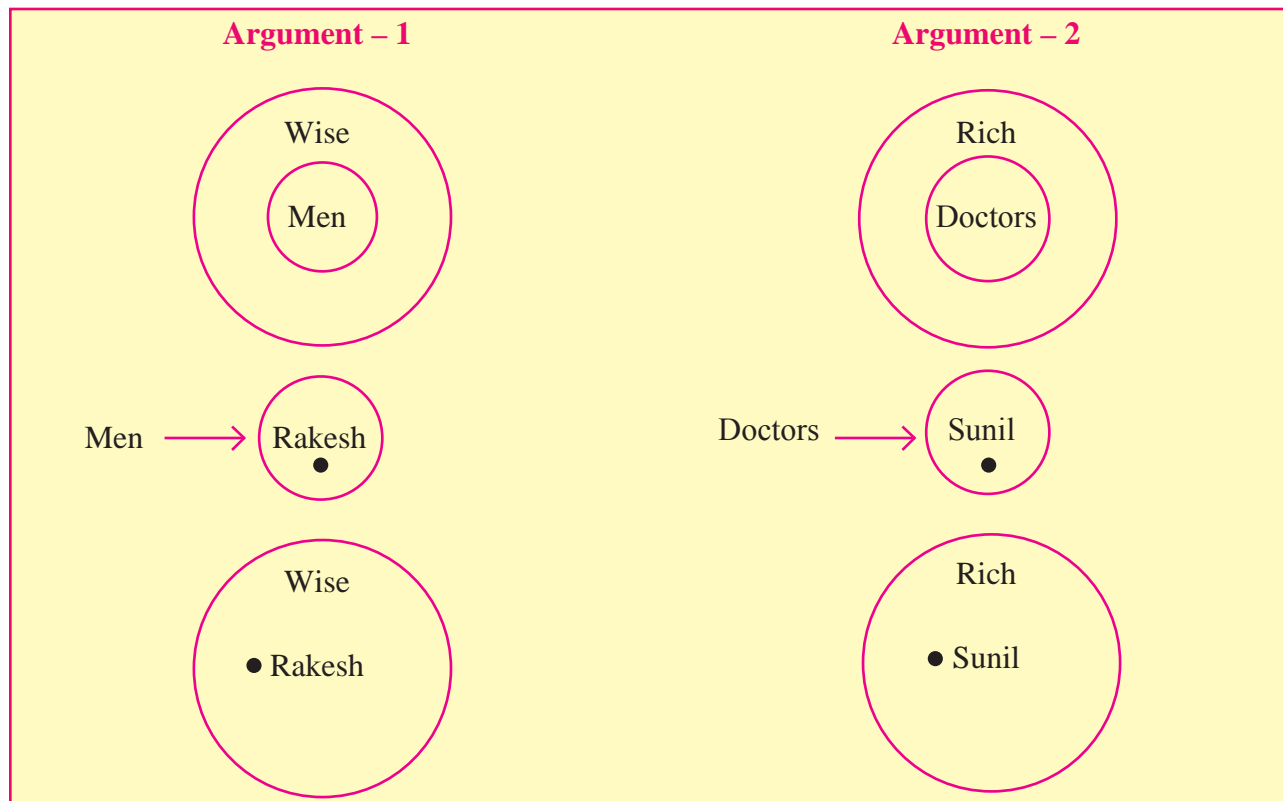 Argument – 1
Wise
Men
Men
Rakesh
Wise
Rakesh
Argument – 2
Rich
Doctors
Doctors
Sunil
Rich
Sunil